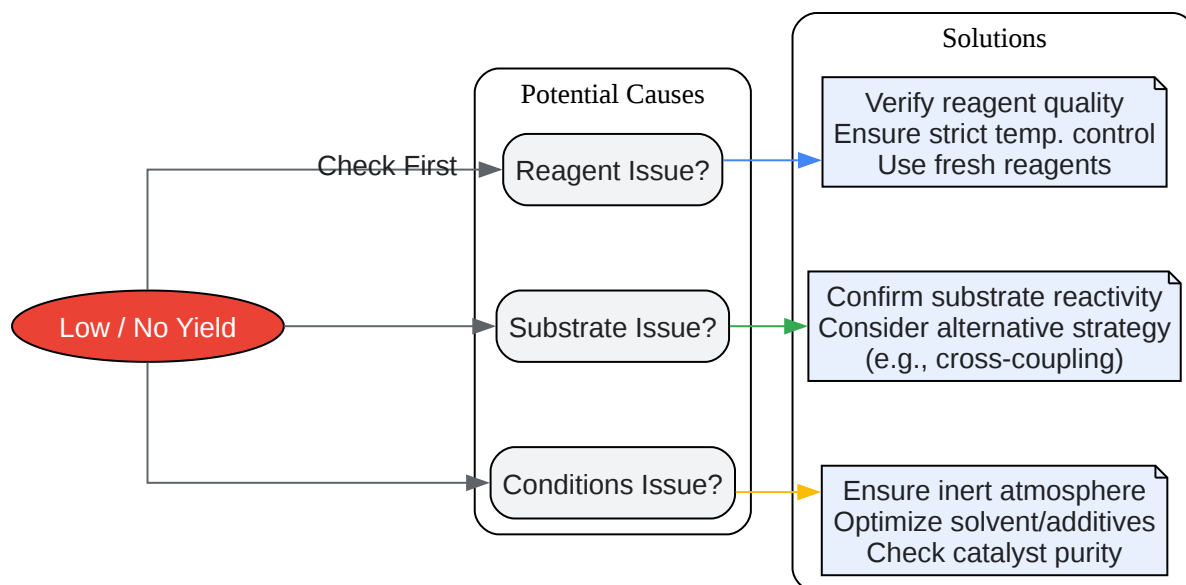 Solutions
Potential Causes
Verify reagent quality
Ensure strict temp. control
Use fresh reagents
Check First
Reagent Issue?
Low / No Yield
Substrate Issue?
Confirm substrate reactivity
Consider alternative strategy
(e.g., cross-coupling)
Conditions Issue?
Ensure inert atmosphere
Optimize solvent/additives
Check catalyst purity